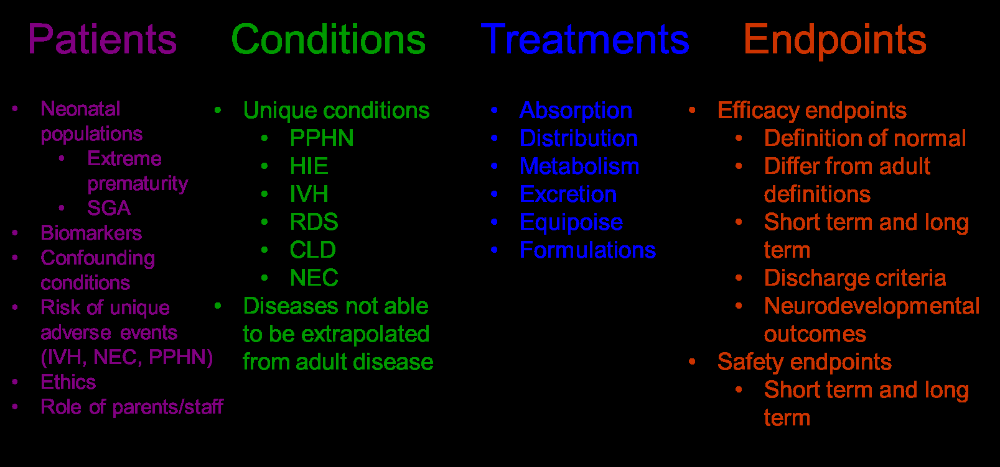 Patients
• Neonatal
populations
• Extreme
prematurity
• SGA
• Biomarkers
• Confounding
conditions
• Risk of unique
adverse events
(IVH, NEC, PPHN)
• Ethics
• Role of parents/staff
Conditions
• Unique conditions
• PPHN
• HIE
• IVH
• RDS
• CLD
• NEC
• Diseases not able
to be extrapolated
from adult disease
Treatments
• Absorption
• Distribution
• Metabolism
• Excretion
• Equipoise
• Formulations
Endpoints
• Efficacy endpoints
• Definition of normal
• Differ from adult
definitions
• Short term and long
term
• Discharge criteria
• Neurodevelopmental
outcomes
• Safety endpoints
• Short term and long
term